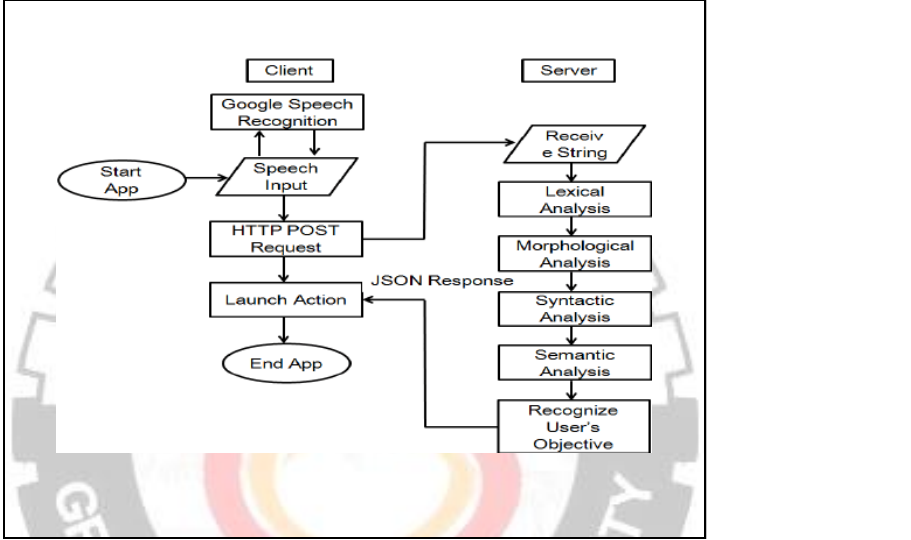 Client
Google Speech
Recognition
Start
App
Speech
Input
HTTP POST
Request
JSON Response
Launch Action
End App
Server
Receiv
e String
Lexical
Analysis
Morphological
Analysis
Syntactic
Analysis
Semantic
Analysis
Recognize
User's
Objective